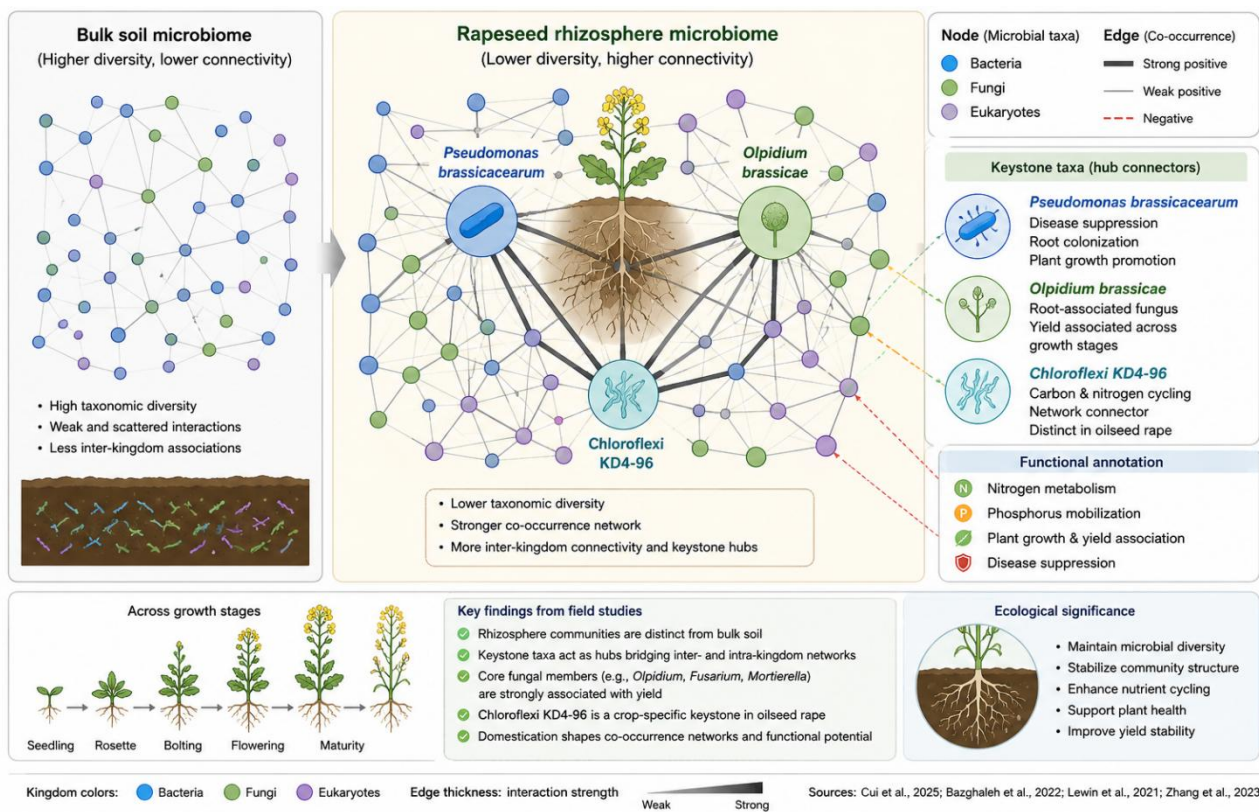 Bulk soil microbiome
(Higher diversity, lower connectivity)
• High taxonomic diversity
• Weak and scattered interactions
• Less inter-kingdom associations
Rapeseed rhizosphere microbiome
(Lower diversity, higher connectivity)
Pseudomonas
brassicacearum
Olpidium
brassicae
Chloroflexi
KD4-96
• Lower taxonomic diversity
• Stronger co-occurrence network
• More inter-kingdom connectivity and keystone hubs
Node (Microbial taxa)
Bacteria
Fungi
Eukaryotes
Edge (Co-occurrence)
Strong positive
Weak positive
Negative
Keystone taxa (hub connectors)
Pseudomonas brassicacearum
Disease suppression
Root colonization
Plant growth promotion
Olpidium brassicae
Root-associated fungus
Yield associated across
growth stages
Chloroflexi KD4-96
Carbon & nitrogen cycling
Network connector
Distinct in oilseed rape
Functional annotation
N Nitrogen metabolism
P Phosphorus mobilization
Plant growth & yield association
Disease suppression
Across growth stages
Seedling Rosette Bolting Flowering Maturity
Key findings from field studies
Rhizosphere communities are distinct from bulk soil
Keystone taxa act as hubs bridging inter- and intra-kingdom networks
Core fungal members (e.g., Olpidium, Fusarium, Mortierella)
are strongly associated with yield
Chloroflexi KD4-96 is a crop-specific keystone in oilseed rape
Domestication shapes co-occurrence networks and functional potential
Ecological significance
• Maintain microbial diversity
• Stabilize community structure
• Enhance nutrient cycling
• Support plant health
• Improve yield stability
Kingdom colors: Bacteria Fungi Eukaryotes Edge thickness: interaction strength Weak Strong
Sources: Cui et al., 2025; Bazghaleh et al., 2022; Lewin et al., 2021; Zhang et al., 2023